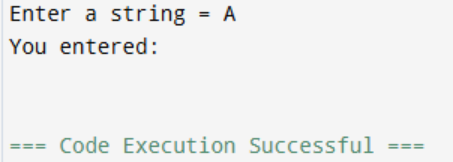 Enter a string = A
You entered:
=== Code Execution Successful ===